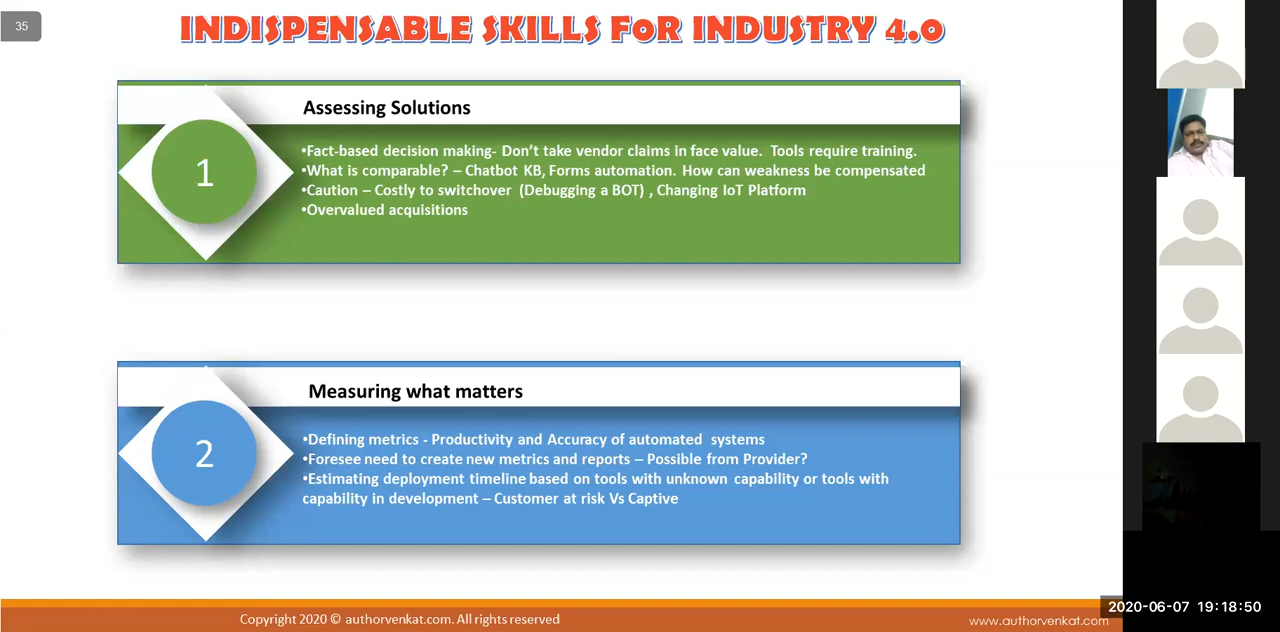 35
INDISPENSABLE SKILLS FOR INDUSTRY 4.0
Assessing Solutions
1
•Fact-based decision making- Don't take vendor claims in face value. Tools require training.
•What is comparable? – Chatbot KB, Forms automation. How can weakness be compensated
•Caution – Costly to switchover (Debugging a BOT) , Changing IoT Platform
•Overvalued acquisitions
Measuring what matters
2
•Defining metrics - Productivity and Accuracy of automated systems
•Foresee need to create new metrics and reports – Possible from Provider?
•Estimating deployment timeline based on tools with unknown capability or tools with
capability in development – Customer at risk Vs Captive
2020-06-07 19:18:50
Copyright 2020 © authorvenkat.com. All rights reserved
www.authorvenkat.com